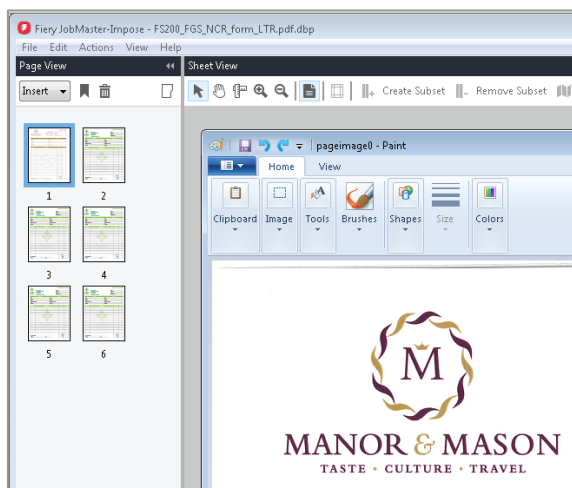 Fiery JobMaster-Impose - FS200_FGS_NCR_form_LTR.pdf.dbp
File Edit Actions View Help
Page View
Sheet View
Insert
Create Subset
Remove Subset
1 2
3 4
5 6
pageimage0 - Paint
Home View
Clipboard Image Tools Brushes Shapes Size Colors
M
MANOR & MASON
TASTE • CULTURE • TRAVEL